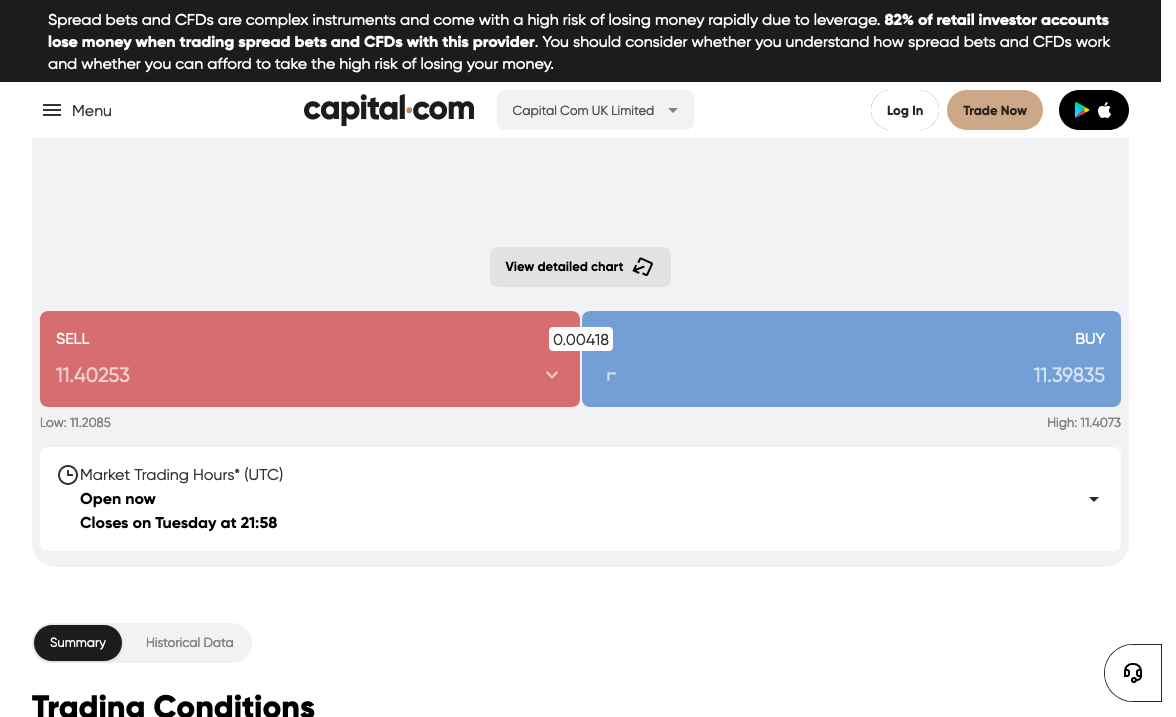 Spread bets and CFDs are complex instruments and come with a high risk of losing money rapidly due to leverage. 82% of retail investor accounts
lose money when trading spread bets and CFDs with this provider. You should consider whether you understand how spread bets and CFDs work
and whether you can afford to take the high risk of losing your money.
Menu
capital.com
Capital Com UK Limited
Log In
Trade Now
View detailed chart
SELL
0.00418
BUY
11.40253
11.39835
Low: 11.2085
High: 11.4073
Market Trading Hours* (UTC)
Open now
Closes on Tuesday at 21:58
Summary
Historical Data
Trading Conditions